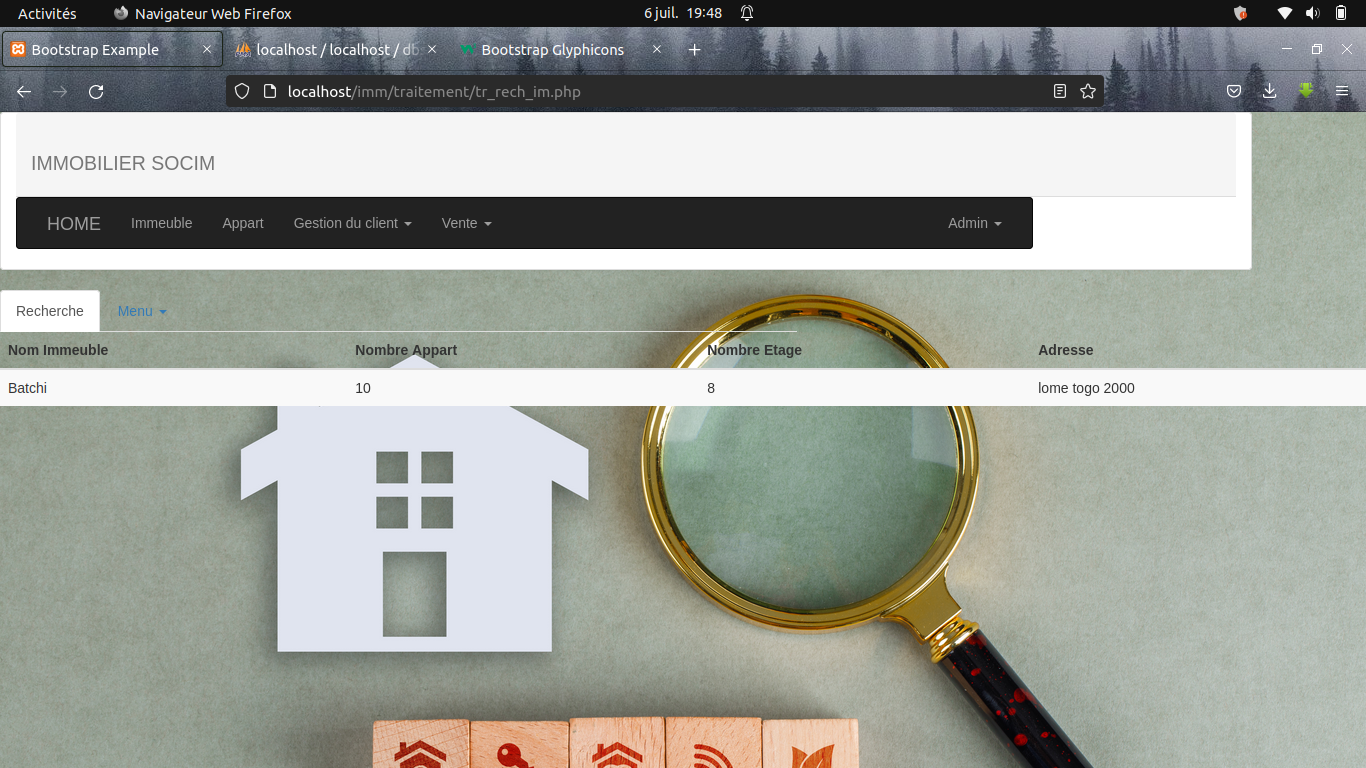 Activités Navigateur Web Firefox 6 juil. 19:48
Bootstrap Example localhost / localhost / db Bootstrap Glyphicons
localhost/imm/traitement/tr_rech_im.php
IMMOBILIER SOCIM
HOME Immeuble Appart Gestion du client Vente Admin
Recherche Menu
Nom Immeuble Nombre Appart Nombre Etage Adresse
Batchi 10 8 lome togo 2000